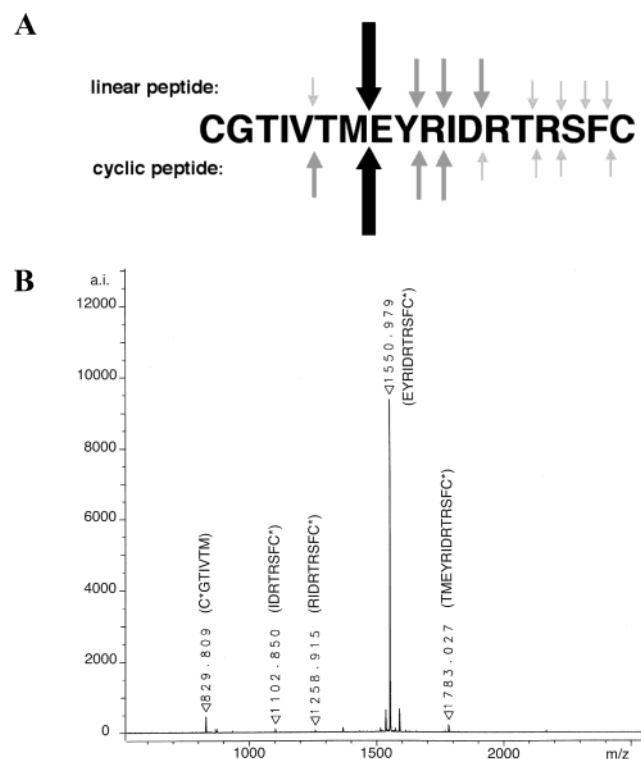 A
linear peptide:
CGTIVTMEYRIDRTRSFC
cyclic peptide:
B
a.i.
12000
10000
8000
6000
4000
2000
0
829.809 (C*GTIVTM)
1102.850 (IDRTRSFC*)
1258.915 (RIDRTRSFC*)
1550.979
(EYRIDRTRSFC*)
1783.027 (TMEYRIDRTRSFC*)
1000 1500 2000 m/z